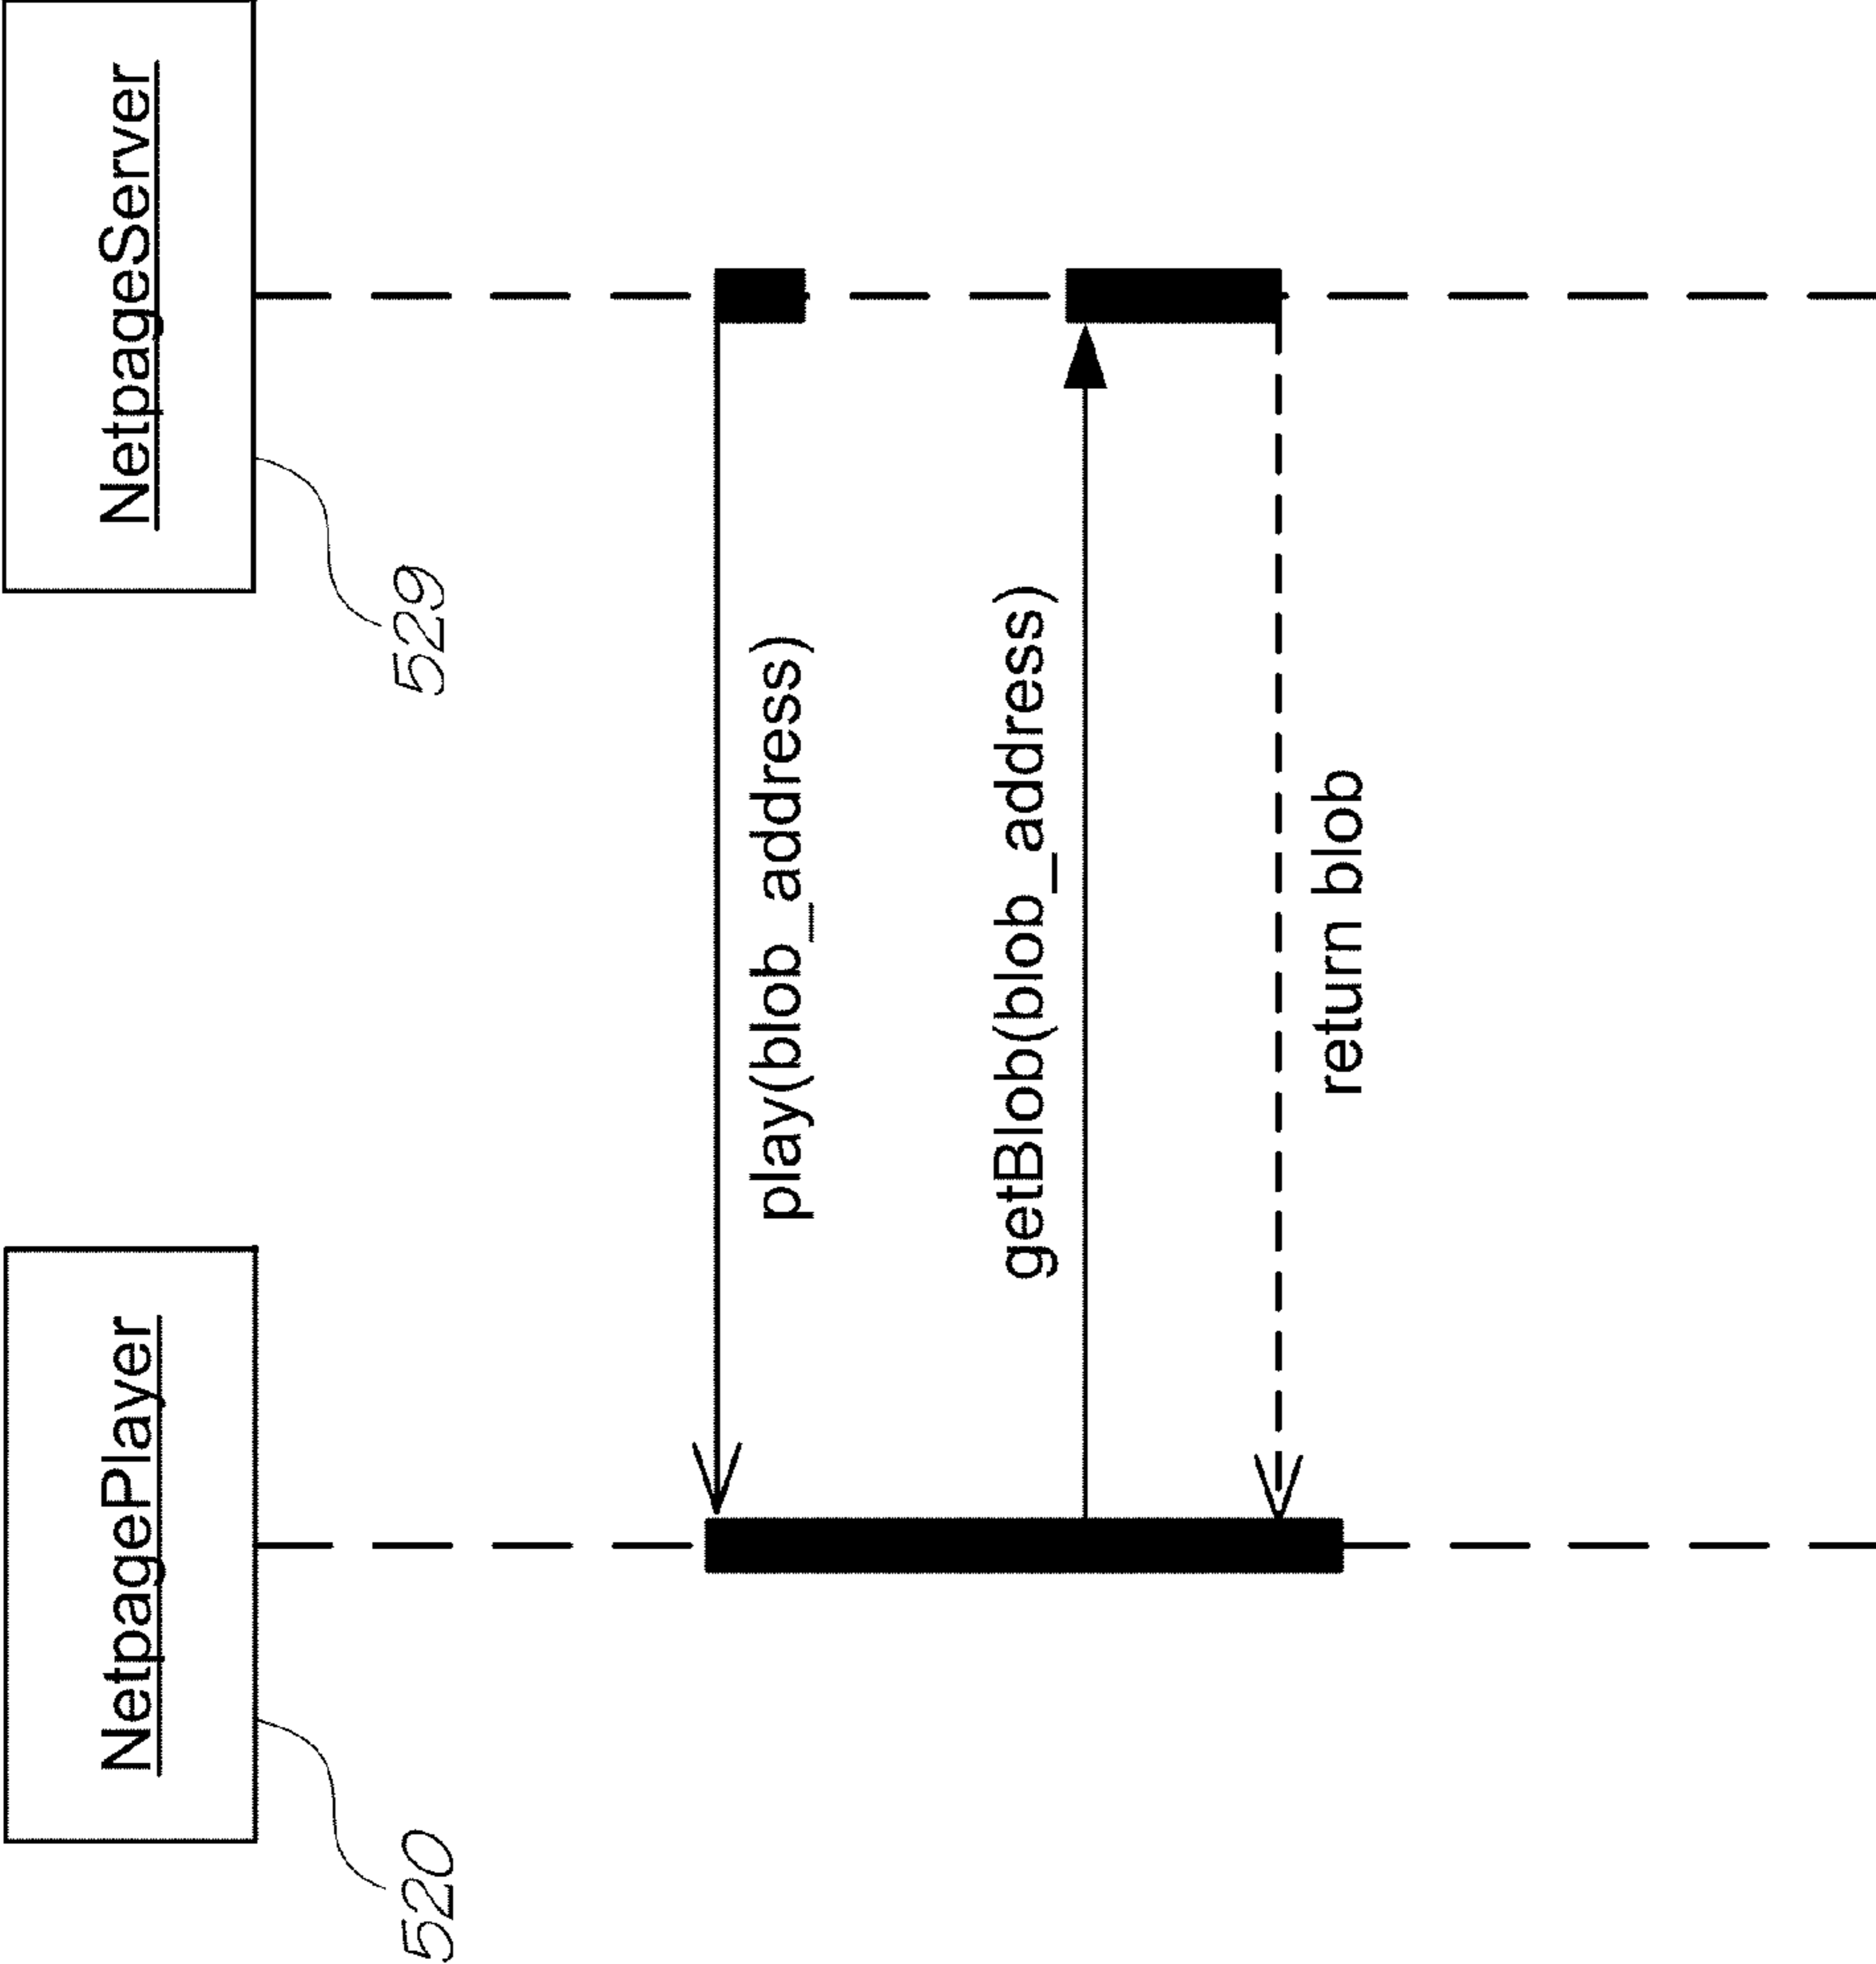 NetpagePlayer
NetpageServer
520
529
play(blob_address)
getBlob(blob_address)
return blob